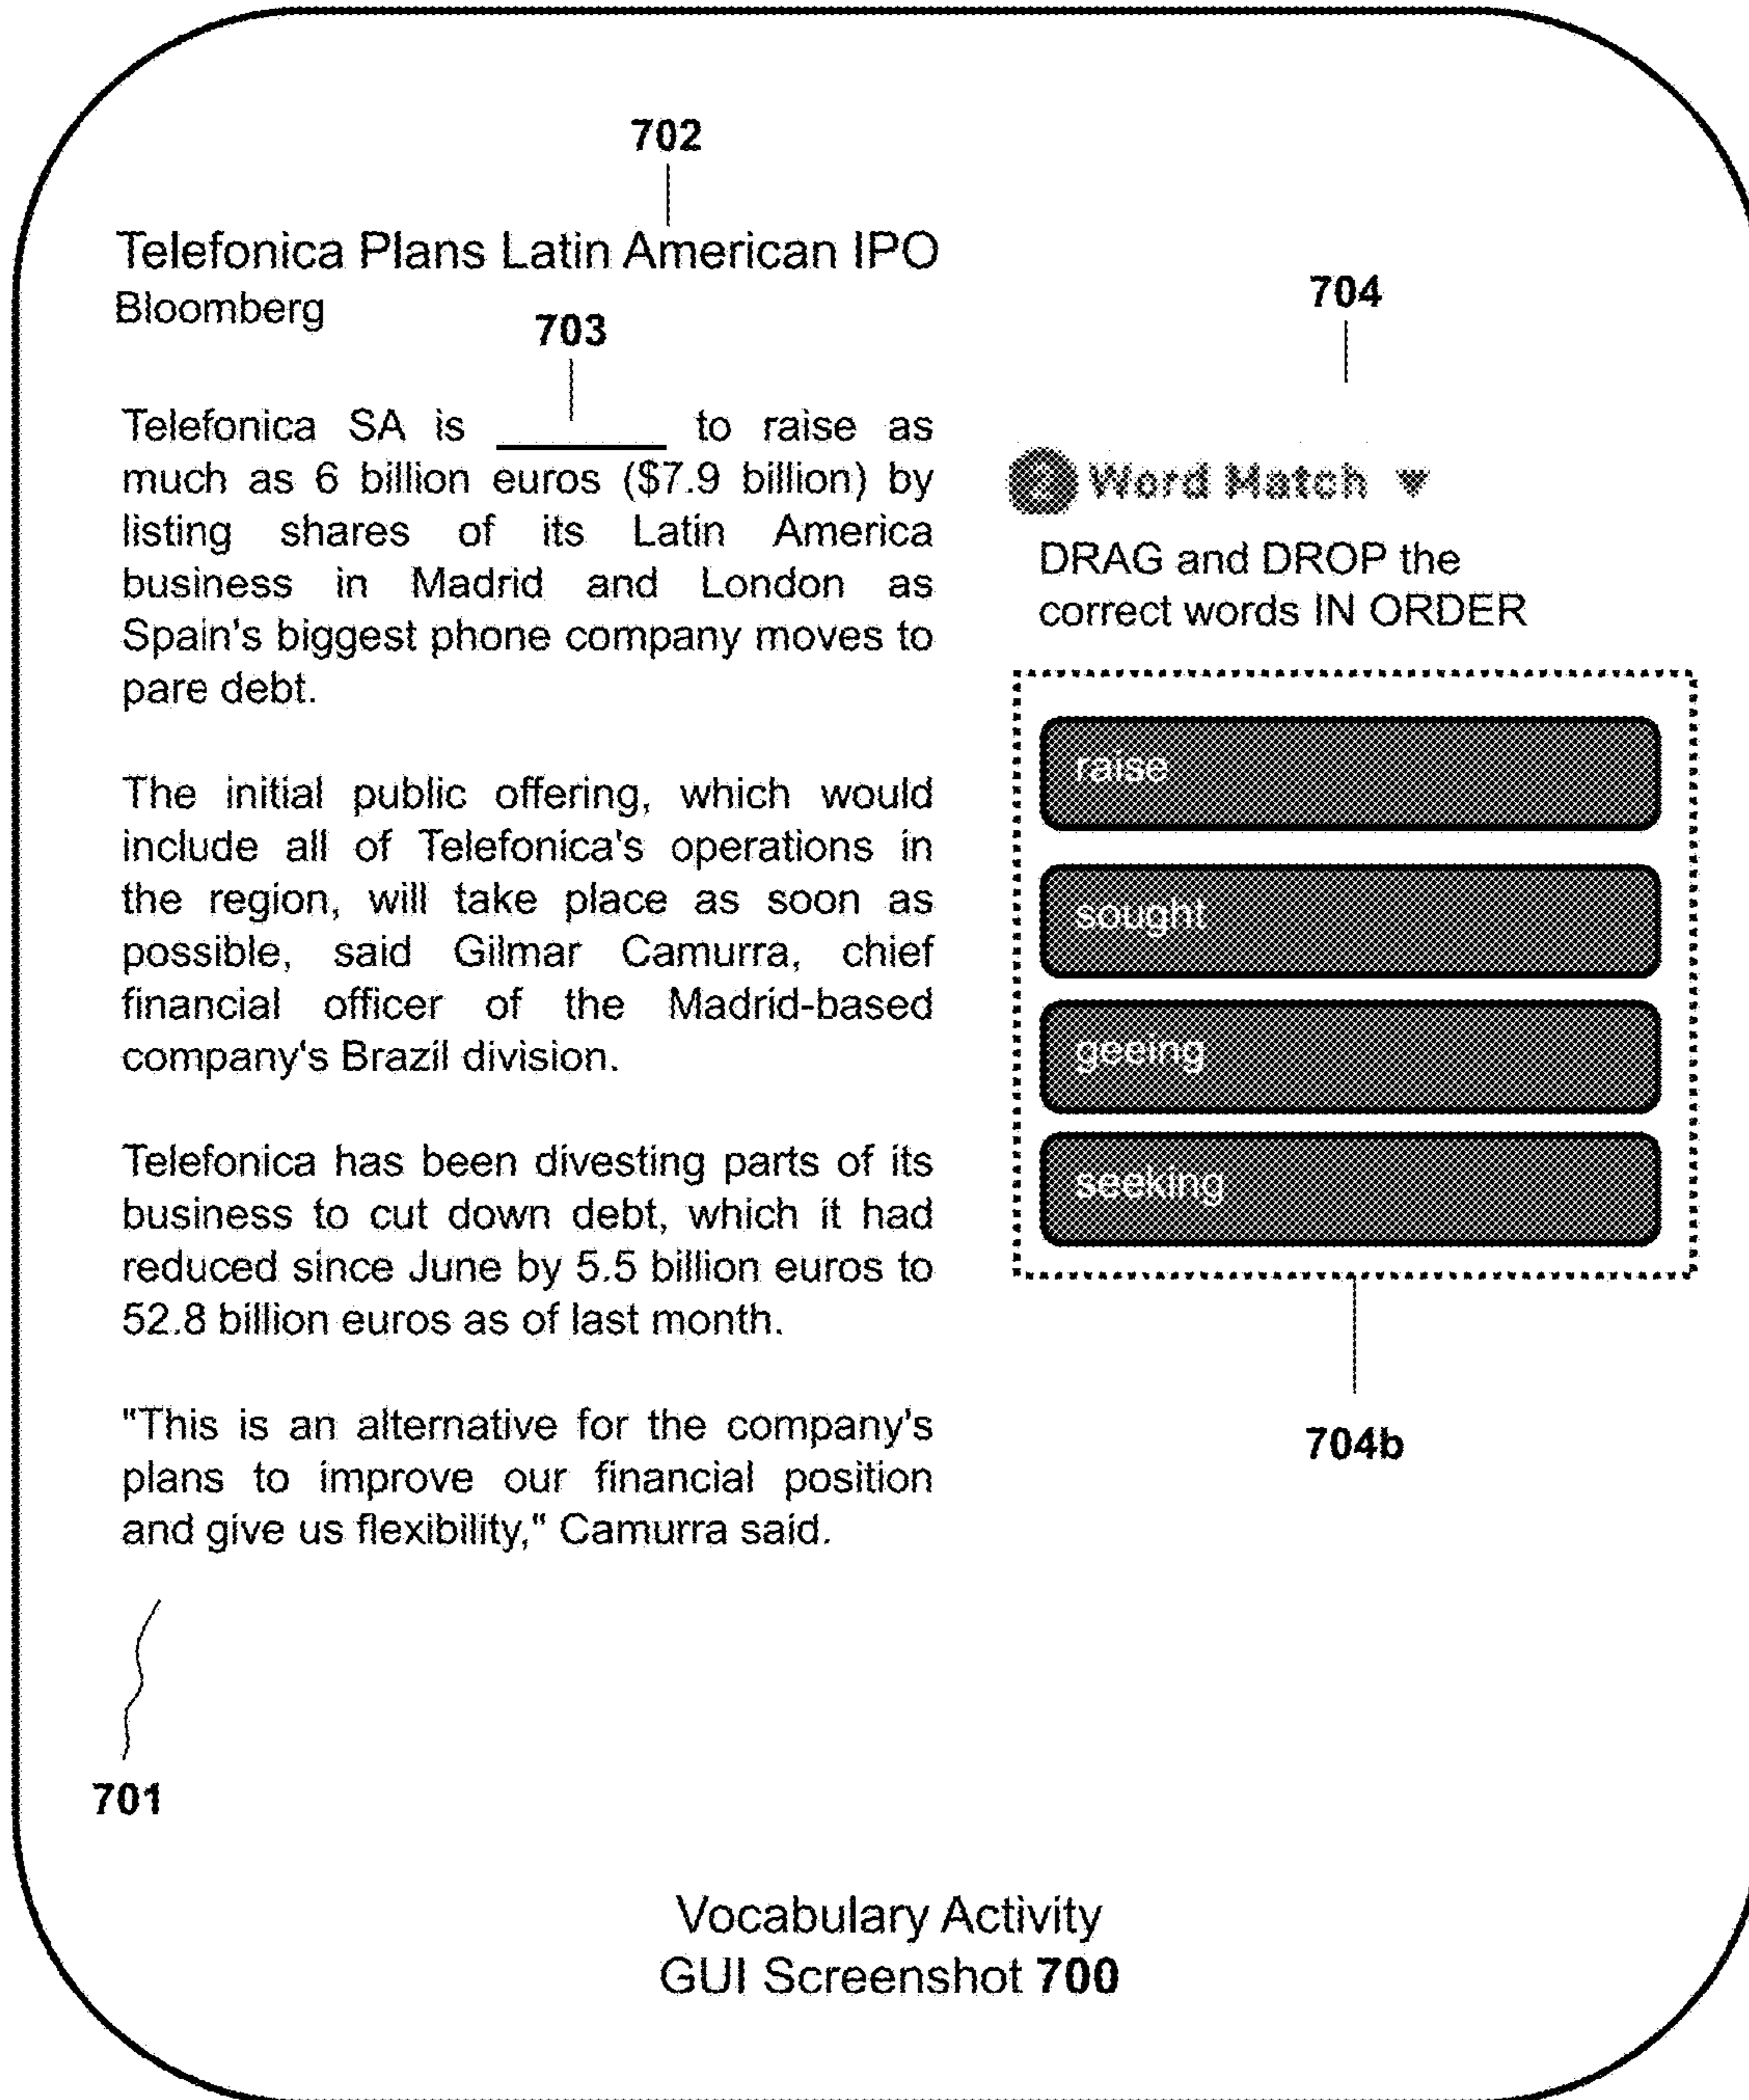 702
Telefonica Plans Latin American IPO
Bloomberg
703
Telefonica SA is ________ to raise as
much as 6 billion euros ($7.9 billion) by
listing shares of its Latin America
business in Madrid and London as
Spain's biggest phone company moves to
pare debt.
The initial public offering, which would
include all of Telefonica's operations in
the region, will take place as soon as
possible, said Gilmar Camurra, chief
financial officer of the Madrid-based
company's Brazil division.
Telefonica has been divesting parts of its
business to cut down debt, which it had
reduced since June by 5.5 billion euros to
52.8 billion euros as of last month.
"This is an alternative for the company's
plans to improve our financial position
and give us flexibility," Camurra said.
701
704
Word Match
DRAG and DROP the
correct words IN ORDER
raise
sought
geeing
seeking
704b
Vocabulary Activity
GUI Screenshot 700